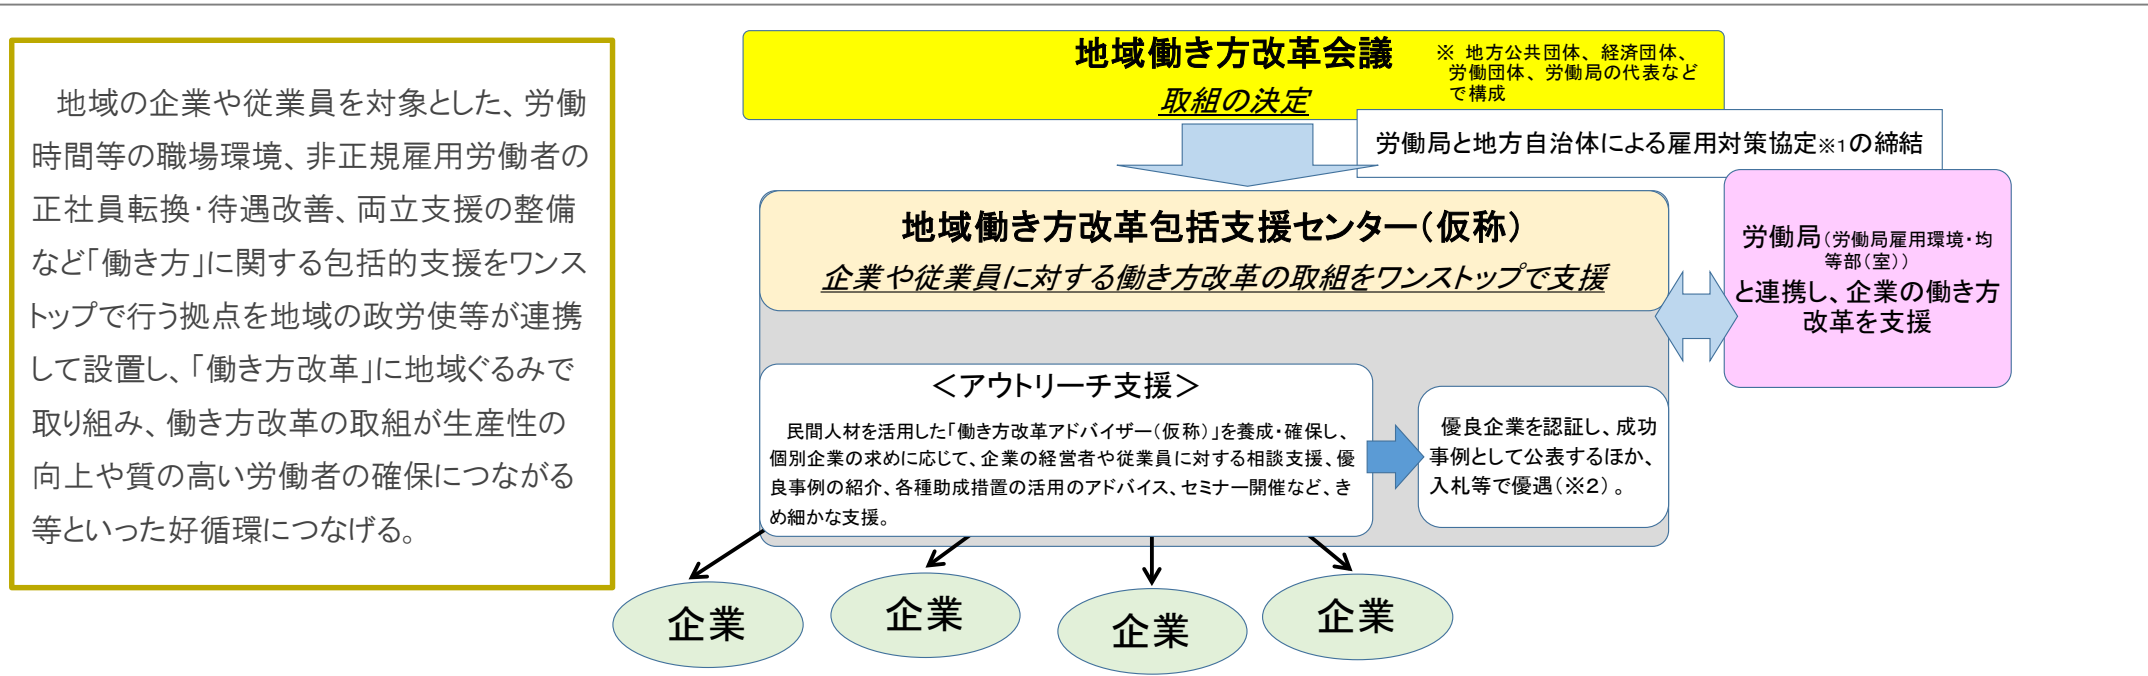 地域の企業や従業員を対象とした、労働
時間等の職場環境、非正規雇用労働者の
正社員転換・待遇改善、両立支援の整備
など「働き方」に関する包括的支援をワンス
トップで行う拠点を地域の政労使等が連携
して設置し、「働き方改革」に地域ぐるみで
取り組み、働き方改革の取組が生産性の
向上や質の高い労働者の確保につながる
等といった好循環につなげる。
地域働き方改革会議
取組の決定
※ 地方公共団体、経済団体、
労働団体、労働局の代表など
で構成
労働局と地方自治体による雇用対策協定※1の締結
地域働き方改革包括支援センター（仮称）
企業や従業員に対する働き方改革の取組をワンストップで支援
労働局（労働局雇用環境・均
等部（室））
と連携し、企業の働き方
改革を支援
＜アウトリーチ支援＞
民間人材を活用した「働き方改革アドバイザー（仮称）」を養成・確保し、
個別企業の求めに応じて、企業の経営者や従業員に対する相談支援、優
良事例の紹介、各種助成措置の活用のアドバイス、セミナー開催など、き
め細かな支援。
優良企業を認証し、成功
事例として公表するほか、
入札等で優遇（※2）。
企業
企業
企業
企業